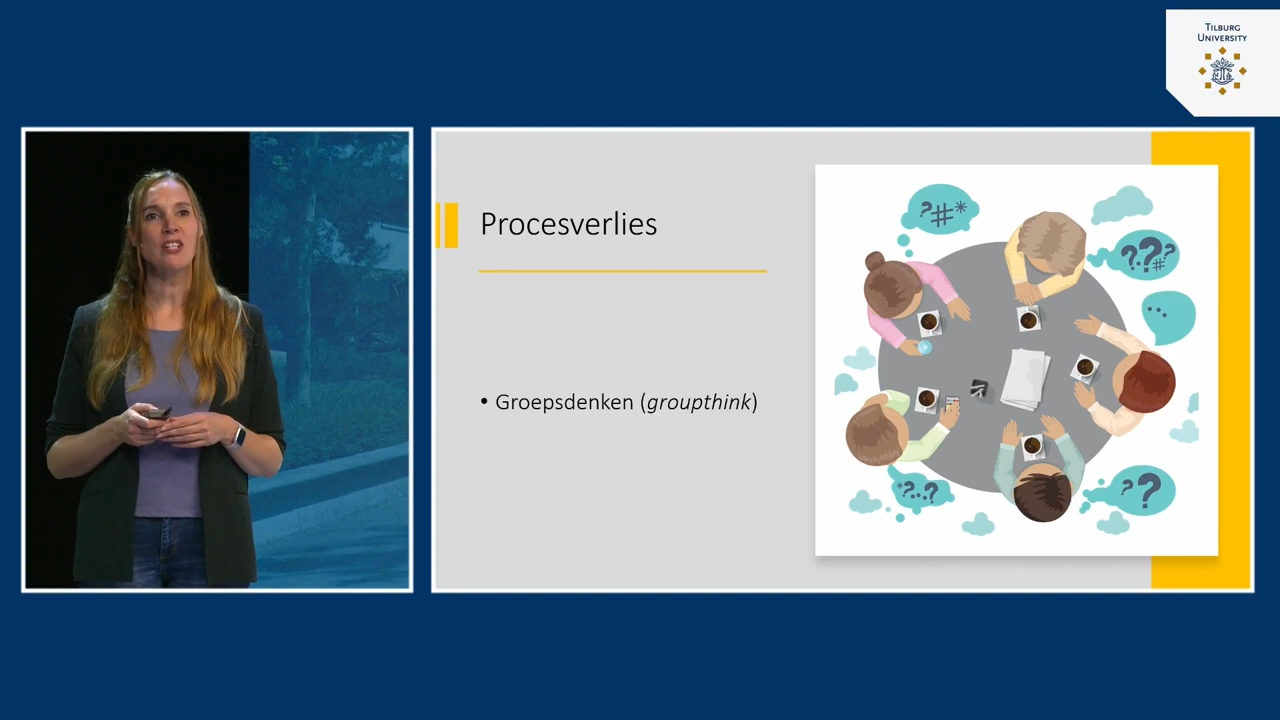 TILBURG
UNIVERSITY
Procesverlies
• Groepsdenken (groupthink)
?#*
???#
...
*?..?
??